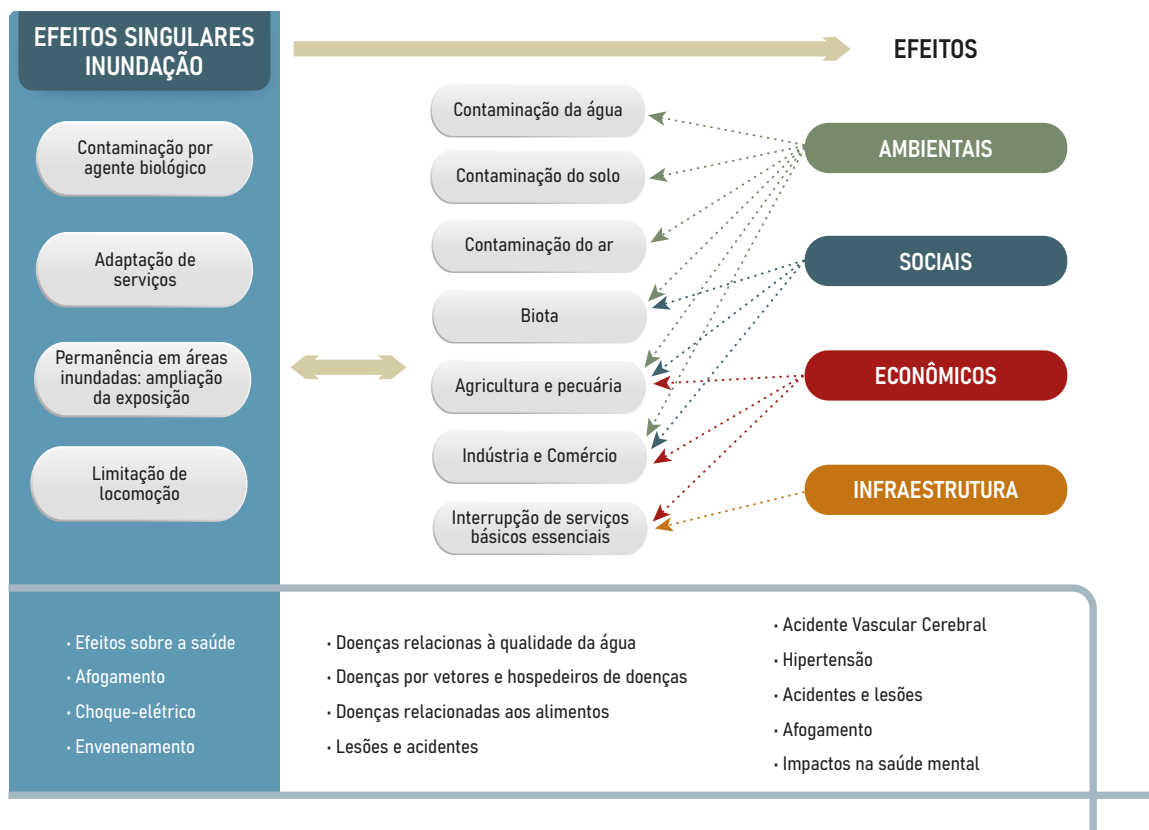 EFEITOS SINGULARES
INUNDAÇÃO
EFEITOS
Contaminação por
agente biológico
Adaptação de
serviços
Permanência em áreas
inundadas: ampliação
da exposição
Limitação de
locomoção
Contaminação da água
Contaminação do solo
Contaminação do ar
Biota
Agricultura e pecuária
Indústria e Comércio
Interrupção de serviços
básicos essenciais
AMBIENTAIS
SOCIAIS
ECONÔMICOS
INFRAESTRUTURA
· Efeitos sobre a saúde
· Afogamento
· Choque-elétrico
· Envenenamento
· Doenças relacionas à qualidade da água
· Doenças por vetores e hospedeiros de doenças
· Doenças relacionadas aos alimentos
· Lesões e acidentes
· Acidente Vascular Cerebral
· Hipertensão
· Acidentes e lesões
· Afogamento
· Impactos na saúde mental